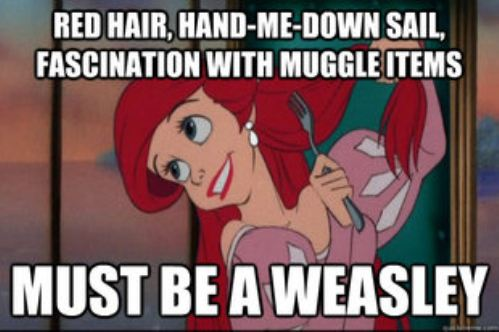 RED HAIR, HAND-ME-DOWN SAIL,
FASCINATION WITH MUGGLE ITEMS
MUST BE A WEASLEY